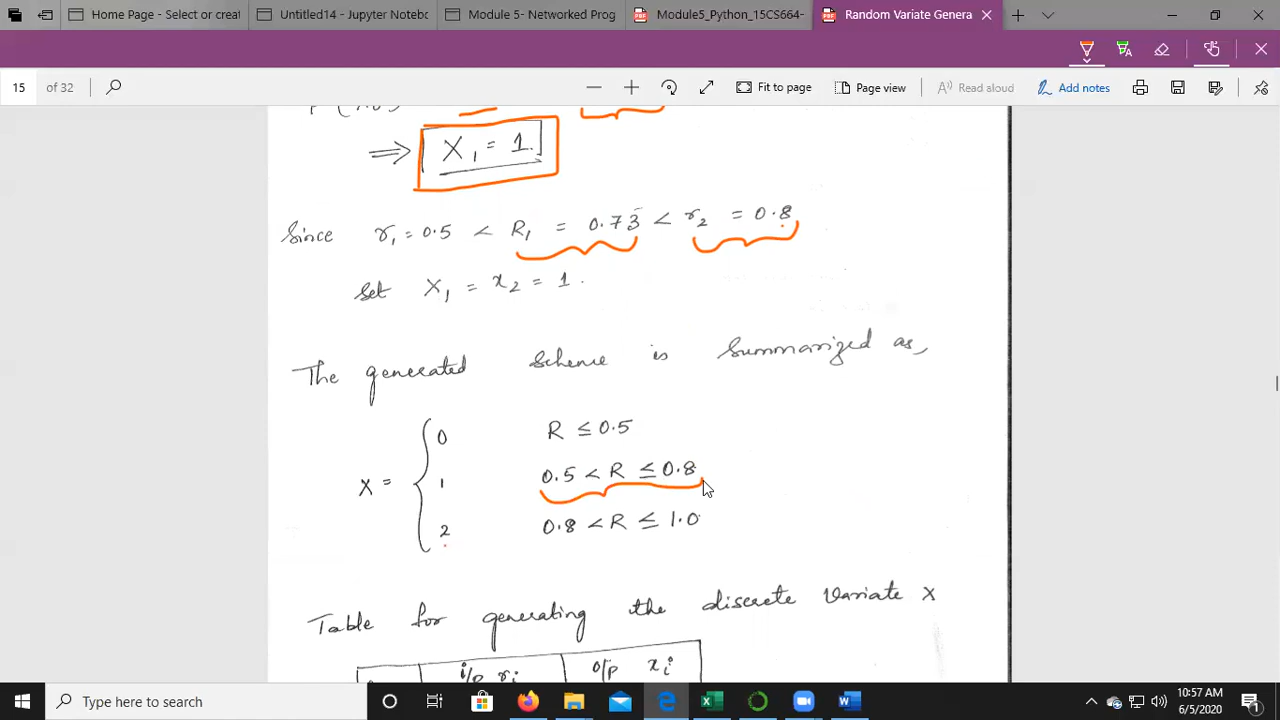 Home Page - Select or creat
Untitled14 - Jupyter Notebo
Module 5- Networked Prog
Module5_Python_15CS664-
Random Variate Genera
15 of 32
Fit to page
Page view
Read aloud
Add notes
⇒ X₁ = 1.
Since r₁ = 0.5 < R₁ = 0.73 < r₂ = 0.8
Set X₁ = x₂ = 1.
The generated scheme is summarized as,
X = { 0 R ≤ 0.5
1 0.5 < R ≤ 0.8
2 0.8 < R ≤ 1.0
Table for generating the discrete variate X
i/p rᵢ o/p xᵢ
Type here to search
10:57 AM
6/5/2020